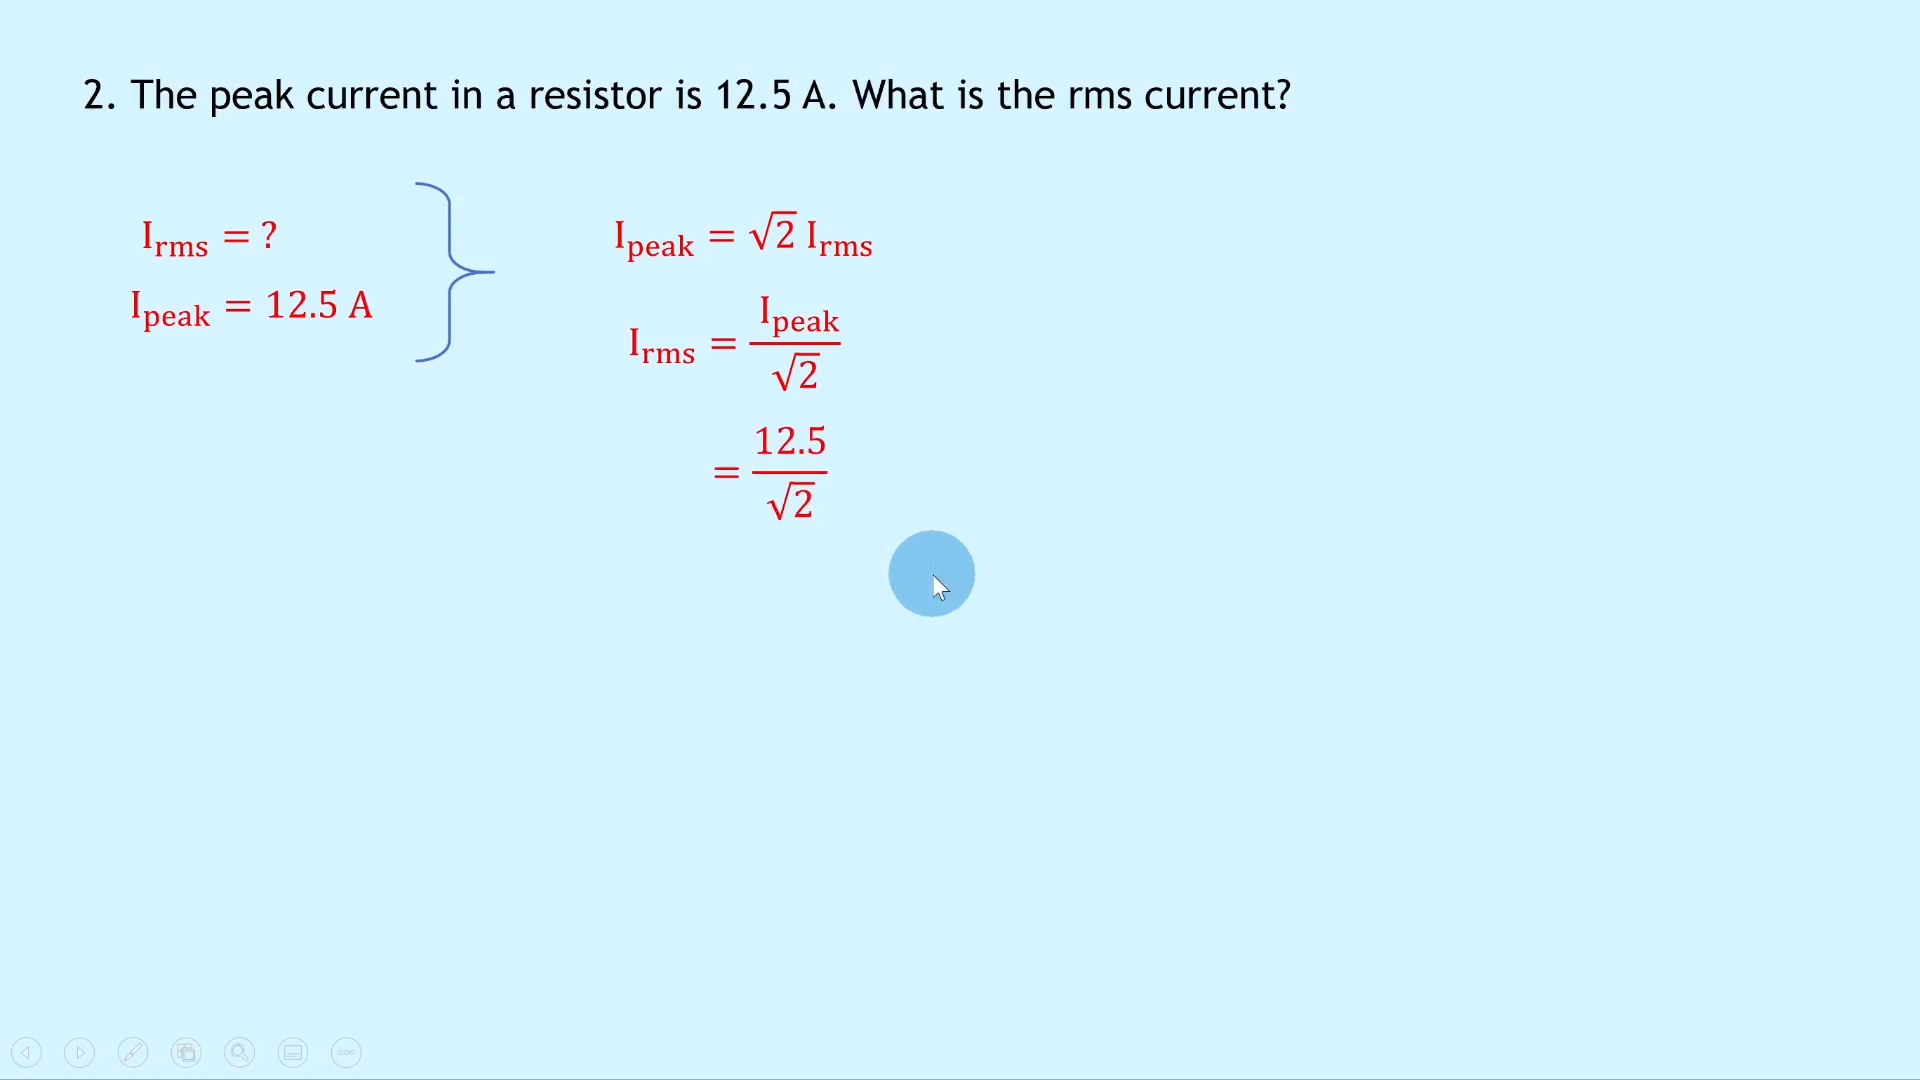 2. The peak current in a resistor is 12.5 A. What is the rms current?
I_rms = ?
I_peak = 12.5 A
I_peak = √2 I_rms
I_rms = I_peak / √2
= 12.5 / √2